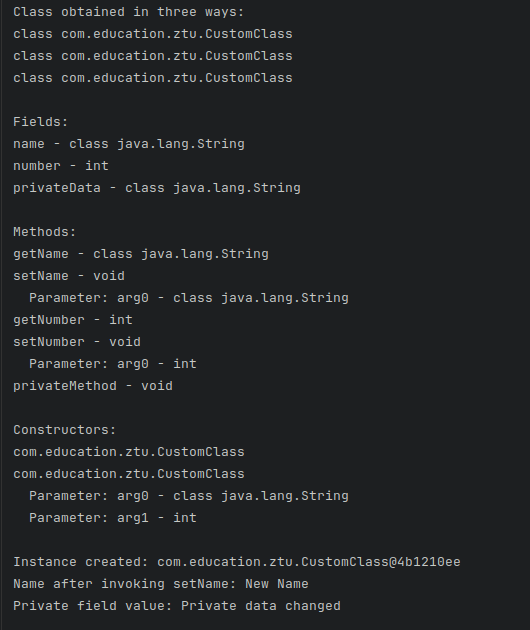 Class obtained in three ways:
class com.education.ztu.CustomClass
class com.education.ztu.CustomClass
class com.education.ztu.CustomClass

Fields:
name - class java.lang.String
number - int
privateData - class java.lang.String

Methods:
getName - class java.lang.String
setName - void
  Parameter: arg0 - class java.lang.String
getNumber - int
setNumber - void
  Parameter: arg0 - int
privateMethod - void

Constructors:
com.education.ztu.CustomClass
com.education.ztu.CustomClass
  Parameter: arg0 - class java.lang.String
  Parameter: arg1 - int

Instance created: com.education.ztu.CustomClass@4b1210ee
Name after invoking setName: New Name
Private field value: Private data changed